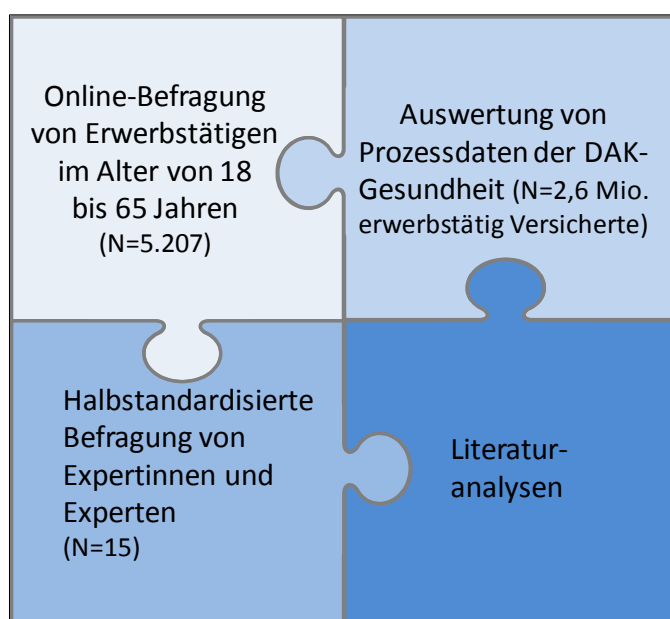 Online-Befragung
von Erwerbstätigen
im Alter von 18
bis 65 Jahren
(N=5.207)
Auswertung von
Prozessdaten der DAK-
Gesundheit (N=2,6 Mio.
erwerbstätig Versicherte)
Halbstandardisierte
Befragung von
Expertinnen und
Experten
(N=15)
Literatur-
analysen